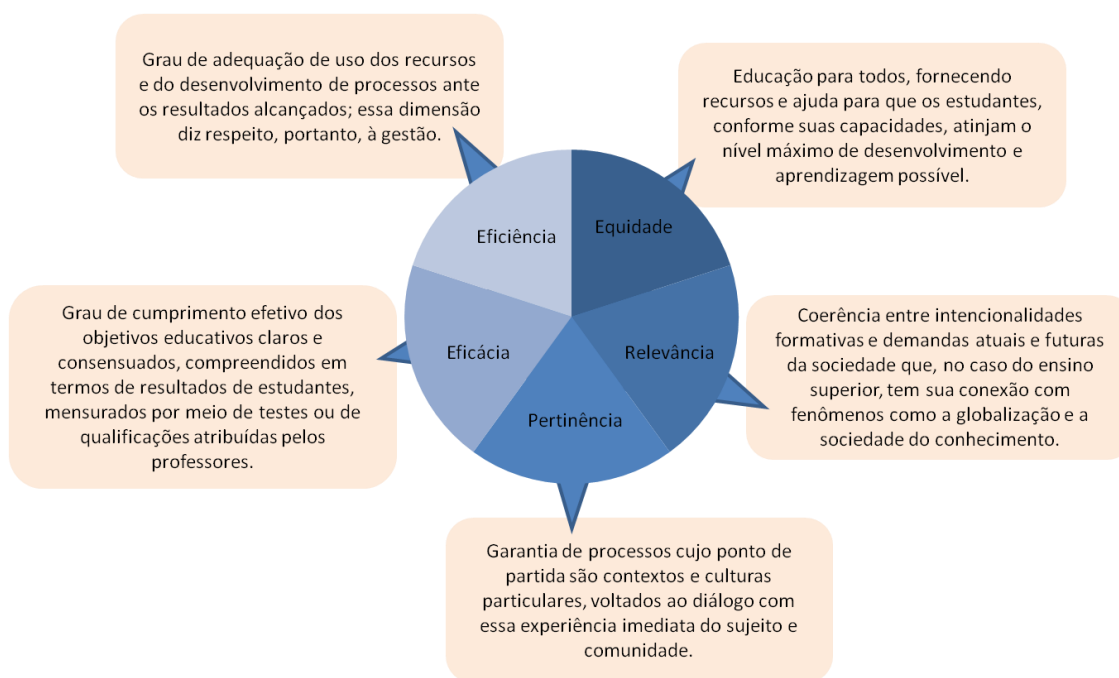 Grau de adequação de uso dos recursos
e do desenvolvimento de processos ante
os resultados alcançados; essa dimensão
diz respeito, portanto, à gestão.
Educação para todos, fornecendo
recursos e ajuda para que os estudantes,
conforme suas capacidades, atinjam o
nível máximo de desenvolvimento e
aprendizagem possível.
Eficiência
Equidade
Grau de cumprimento efetivo dos
objetivos educativos claros e
consensuados, compreendidos em
termos de resultados de estudantes,
mensurados por meio de testes ou de
qualificações atribuídas pelos
professores.
Eficácia
Relevância
Coerência entre intencionalidades
formativas e demandas atuais e futuras
da sociedade que, no caso do ensino
superior, tem sua conexão com
fenômenos como a globalização e a
sociedade do conhecimento.
Pertinência
Garantia de processos cujo ponto de
partida são contextos e culturas
particulares, voltados ao diálogo com
essa experiência imediata do sujeito e
comunidade.